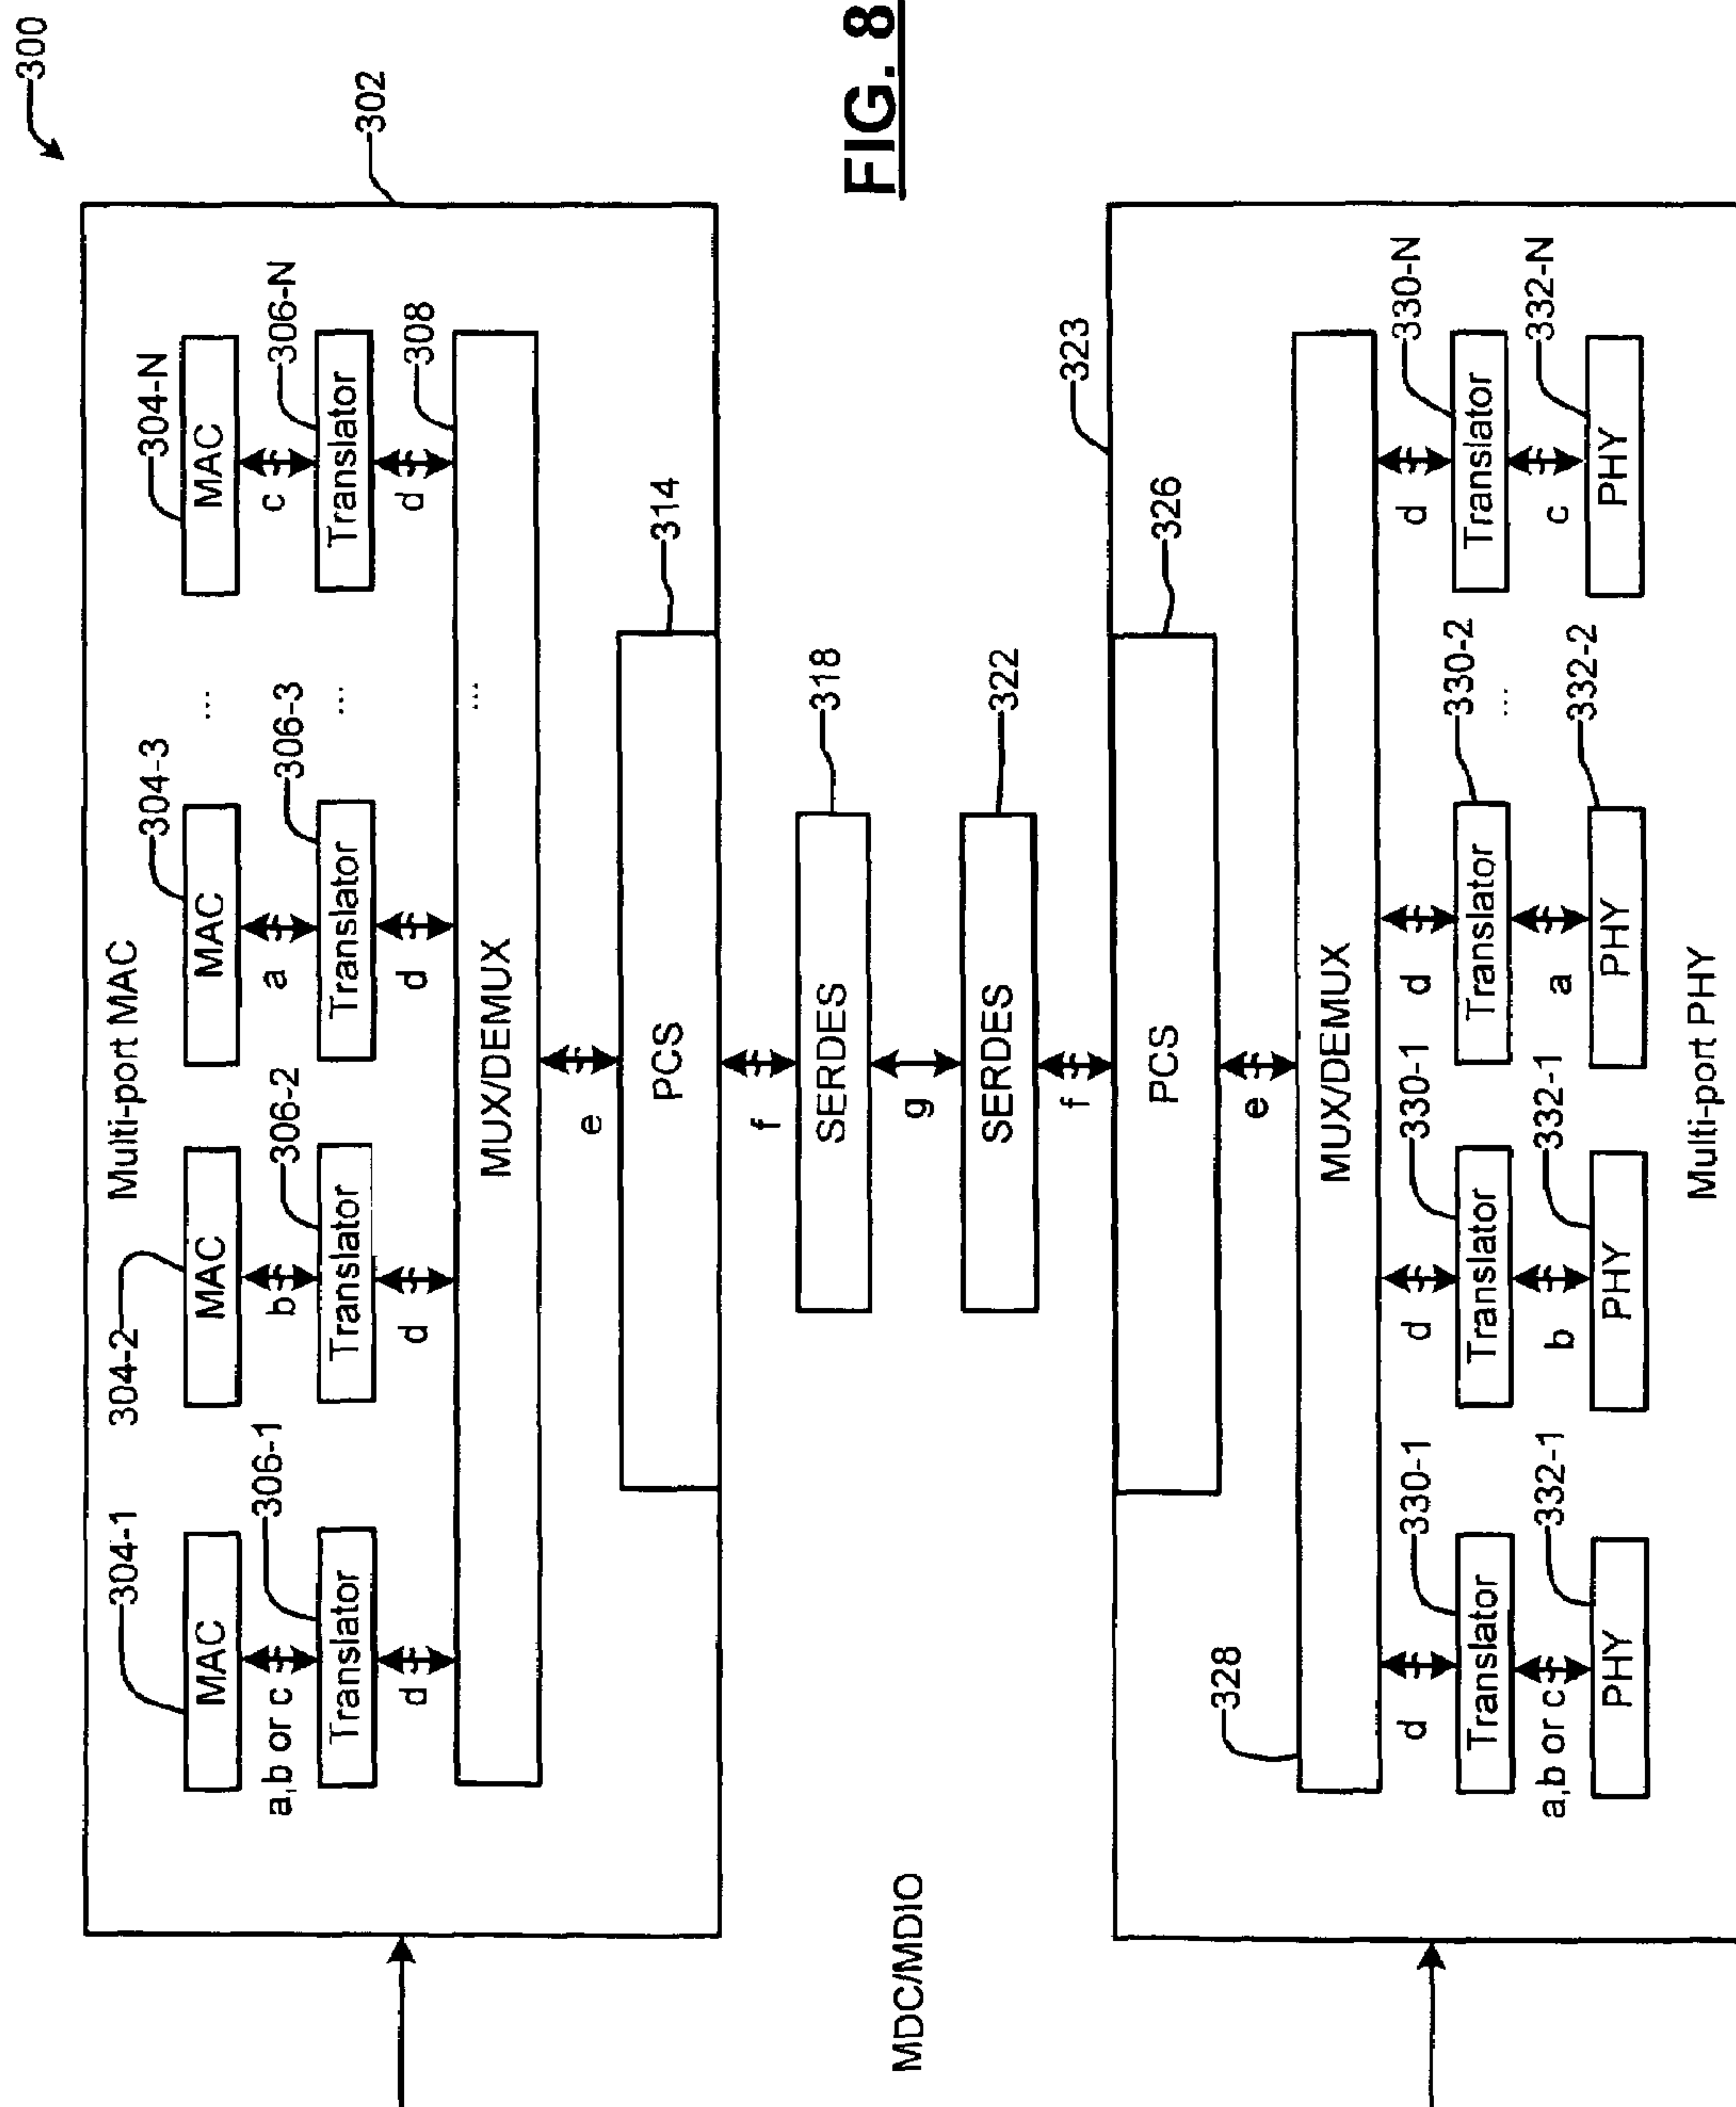 300
302
Multi-port MAC
304-1
304-2
304-3
304-N
MAC
MAC
MAC
...
MAC
a,b or c
b
a
c
306-1
306-2
306-3
306-N
Translator
Translator
Translator
...
Translator
d
d
d
d
308
MUX/DEMUX
...
e
314
PCS
f
318
SERDES
g
MDC/MDIO
FIG. 8
322
SERDES
f
323
326
PCS
e
328
MUX/DEMUX
d
d
d
d
330-1
330-1
330-2
330-N
Translator
Translator
Translator
...
Translator
a,b or c
b
a
c
332-1
332-1
332-2
332-N
PHY
PHY
PHY
PHY
Multi-port PHY